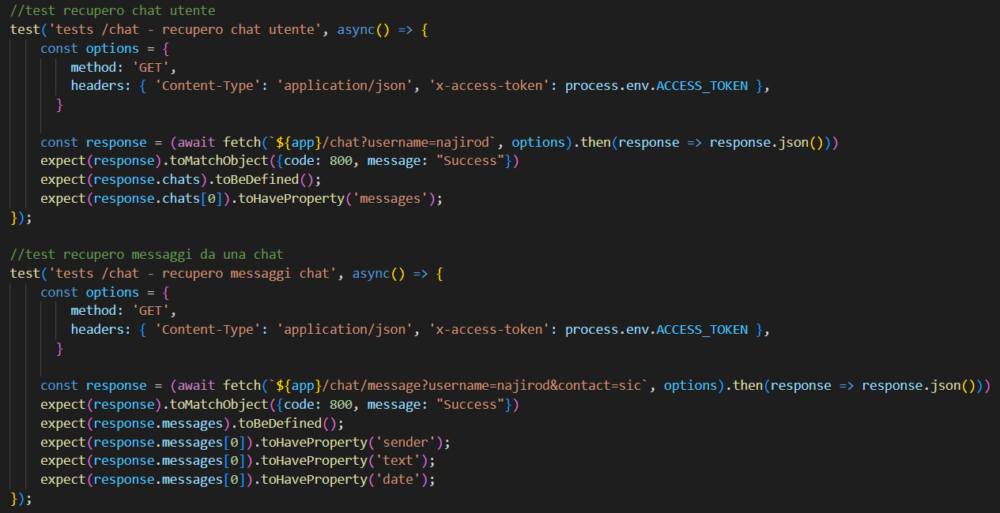 //test recupero chat utente
test('tests /chat - recupero chat utente', async() => {
    const options = {
        method: 'GET',
        headers: { 'Content-Type': 'application/json', 'x-access-token': process.env.ACCESS_TOKEN },
      }

    const response = (await fetch(`${app}/chat?username=najirod`, options).then(response => response.json()))
    expect(response).toMatchObject({code: 800, message: "Success"})
    expect(response.chats).toBeDefined();
    expect(response.chats[0]).toHaveProperty('messages');
});

//test recupero messaggi da una chat
test('tests /chat - recupero messaggi chat', async() => {
    const options = {
        method: 'GET',
        headers: { 'Content-Type': 'application/json', 'x-access-token': process.env.ACCESS_TOKEN },
      }

    const response = (await fetch(`${app}/chat/message?username=najirod&contact=sic`, options).then(response => response.json()))
    expect(response).toMatchObject({code: 800, message: "Success"})
    expect(response.messages).toBeDefined();
    expect(response.messages[0]).toHaveProperty('sender');
    expect(response.messages[0]).toHaveProperty('text');
    expect(response.messages[0]).toHaveProperty('date');
});